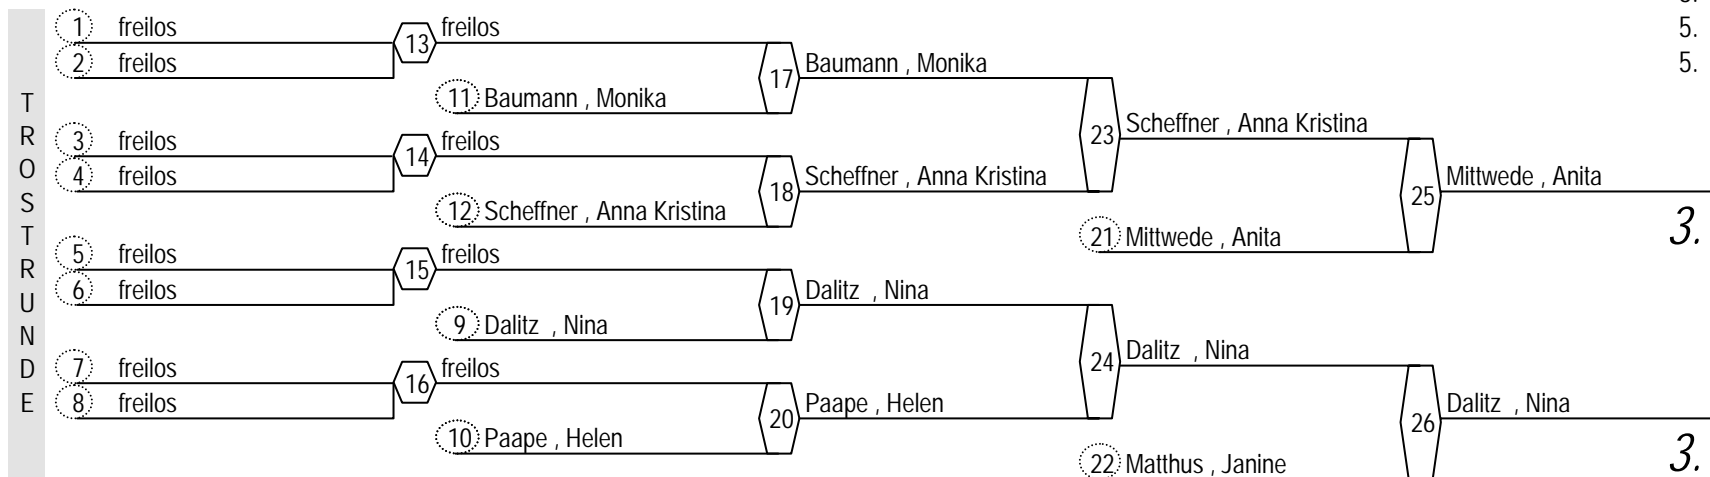 TROSTRUNDE
1 freilos
2 freilos
13 freilos
11 Baumann , Monika
17 Baumann , Monika
3 freilos
4 freilos
14 freilos
12 Scheffner , Anna Kristina
18 Scheffner , Anna Kristina
23 Scheffner , Anna Kristina
5 freilos
6 freilos
15 freilos
9 Dalitz , Nina
19 Dalitz , Nina
7 freilos
8 freilos
16 freilos
10 Paape , Helen
20 Paape , Helen
24 Dalitz , Nina
21 Mittwede , Anita
25 Mittwede , Anita
3.
22 Matthus , Janine
26 Dalitz , Nina
3.
5.
5.